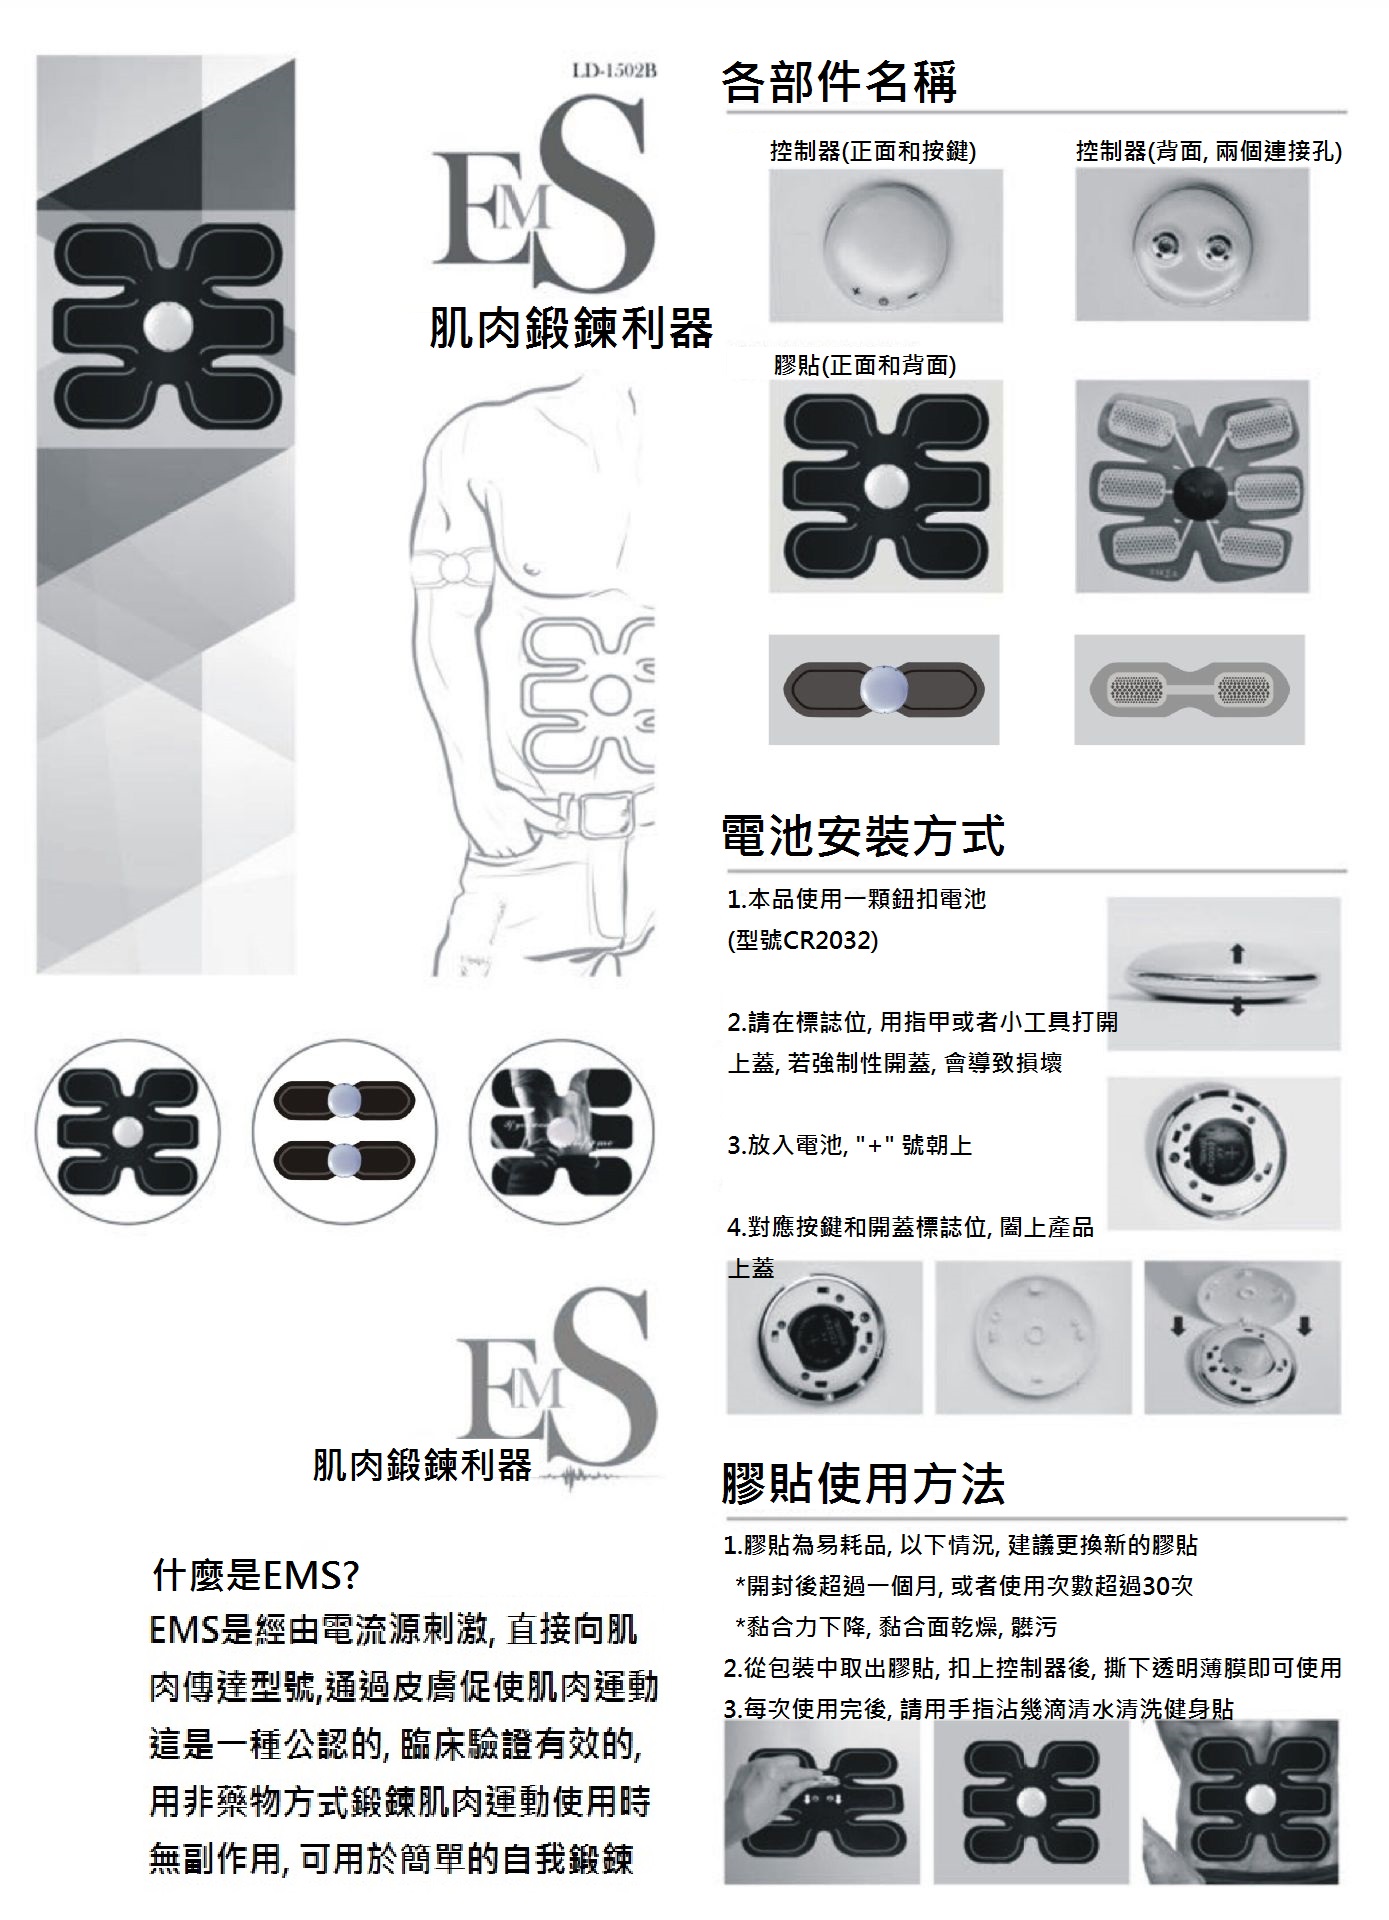 LD-1502B
EMS
肌肉鍛鍊利器
EMS
肌肉鍛鍊利器
什麼是EMS?
EMS是經由電流源刺激, 直接向肌
肉傳達型號,通過皮膚促使肌肉運動
這是一種公認的, 臨床驗證有效的,
用非藥物方式鍛鍊肌肉運動使用時
無副作用, 可用於簡單的自我鍛鍊
各部件名稱
控制器(正面和按鍵)
控制器(背面, 兩個連接孔)
膠貼(正面和背面)
電池安裝方式
1.本品使用一顆鈕扣電池
(型號CR2032)
2.請在標誌位, 用指甲或者小工具打開
上蓋, 若強制性開蓋, 會導致損壞
3.放入電池, "+" 號朝上
4.對應按鍵和開蓋標誌位, 闔上產品
上蓋
膠貼使用方法
1.膠貼為易耗品, 以下情況, 建議更換新的膠貼
*開封後超過一個月, 或者使用次數超過30次
*黏合力下降, 黏合面乾燥, 髒污
2.從包裝中取出膠貼, 扣上控制器後, 撕下透明薄膜即可使用
3.每次使用完後, 請用手指沾幾滴清水清洗健身貼